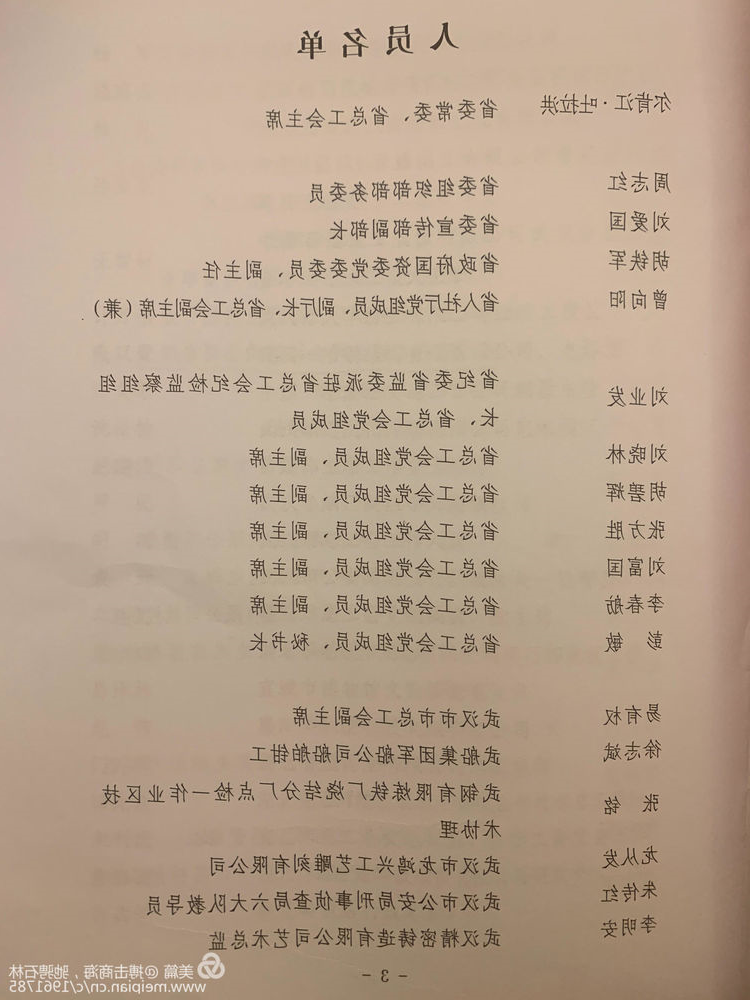 人员名单
尔肯江·吐拉洪 省委常委、省总工会主席
周志红 省委组织部部务委员
刘爱国 省委宣传部副部长
胡铁军 省政府国资委党委委员、副主任
曾向阳 省人社厅党组成员、副厅长、省总工会副主席（兼）
刘业发 省纪委省监委派驻省总工会纪检监察组组
长、省总工会党组成员
刘晓林 省总工会党组成员、副主席
胡碧辉 省总工会党组成员、副主席
张方胜 省总工会党组成员、副主席
刘富国 省总工会党组成员、副主席
李春舫 省总工会党组成员、副主席
彭敏 省总工会党组成员、秘书长
易有权 武汉市市总工会副主席
徐志斌 武船集团军船公司船舶钳工
张铭 武钢有限炼铁厂烧结分厂点检一作业区技
术协理
龙从发 武汉市龙鸿兴工艺雕刻有限公司
朱传红 武汉市公安局刑事侦查局六大队教导员
李明安 武汉精密铸造有限公司艺术总监
- 3 -
美篇 @搏击商海，驰骋石林
www.meipian.cn/c/1961785